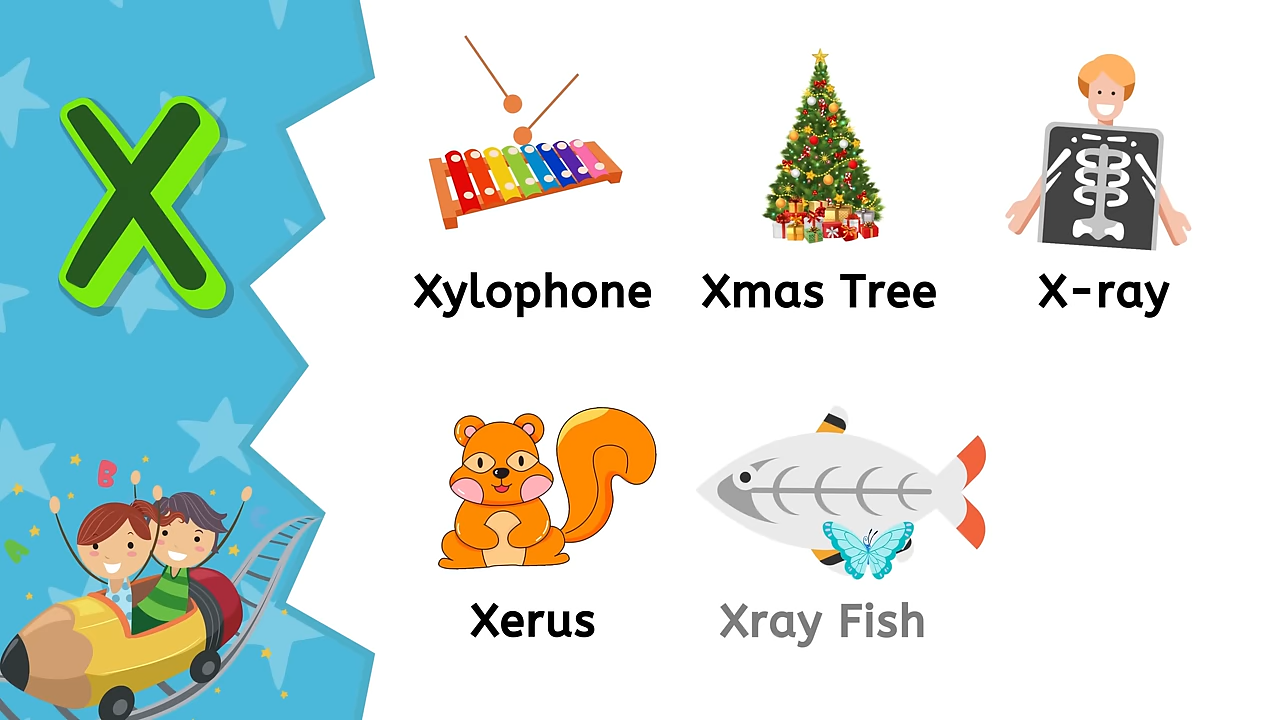 X
Xylophone
Xmas Tree
X-ray
Xerus
Xray Fish
B
C
A